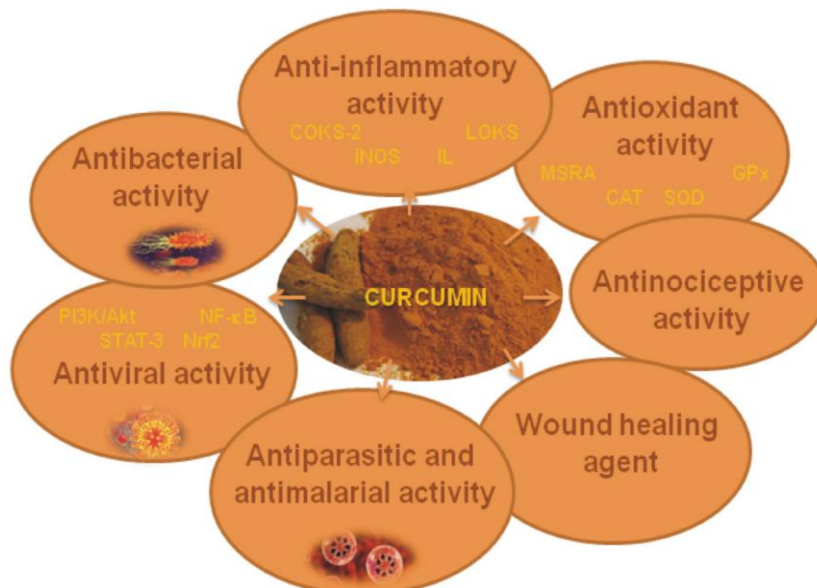 Anti-inflammatory
activity
COKS-2 LOKS
iNOS IL
Antioxidant
activity
MSRA GPx
CAT SOD
Antibacterial
activity
CURCUMIN
Antinociceptive
activity
PI3K/Akt NF-κB
STAT-3 Nrf2
Antiviral activity
Wound healing
agent
Antiparasitic and
antimalarial activity